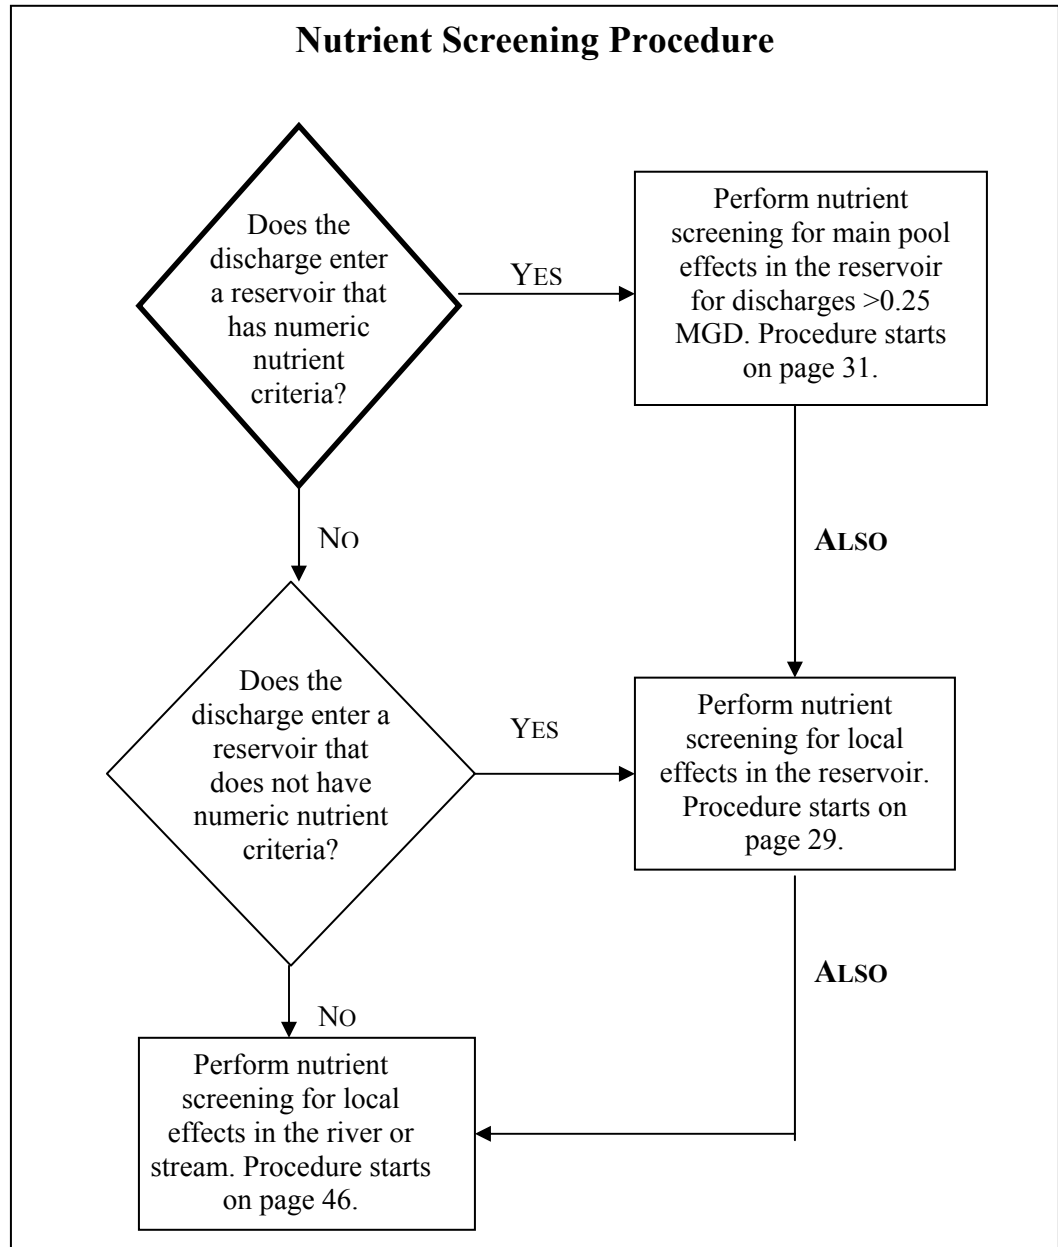 Nutrient Screening Procedure
Does the
discharge enter
a reservoir that
has numeric
nutrient
criteria?
YES
Perform nutrient
screening for main pool
effects in the reservoir
for discharges >0.25
MGD. Procedure starts
on page 31.
NO
ALSO
Does the
discharge enter a
reservoir that
does not have
numeric nutrient
criteria?
YES
Perform nutrient
screening for local
effects in the reservoir.
Procedure starts on
page 29.
NO
ALSO
Perform nutrient
screening for local
effects in the river or
stream. Procedure starts
on page 46.